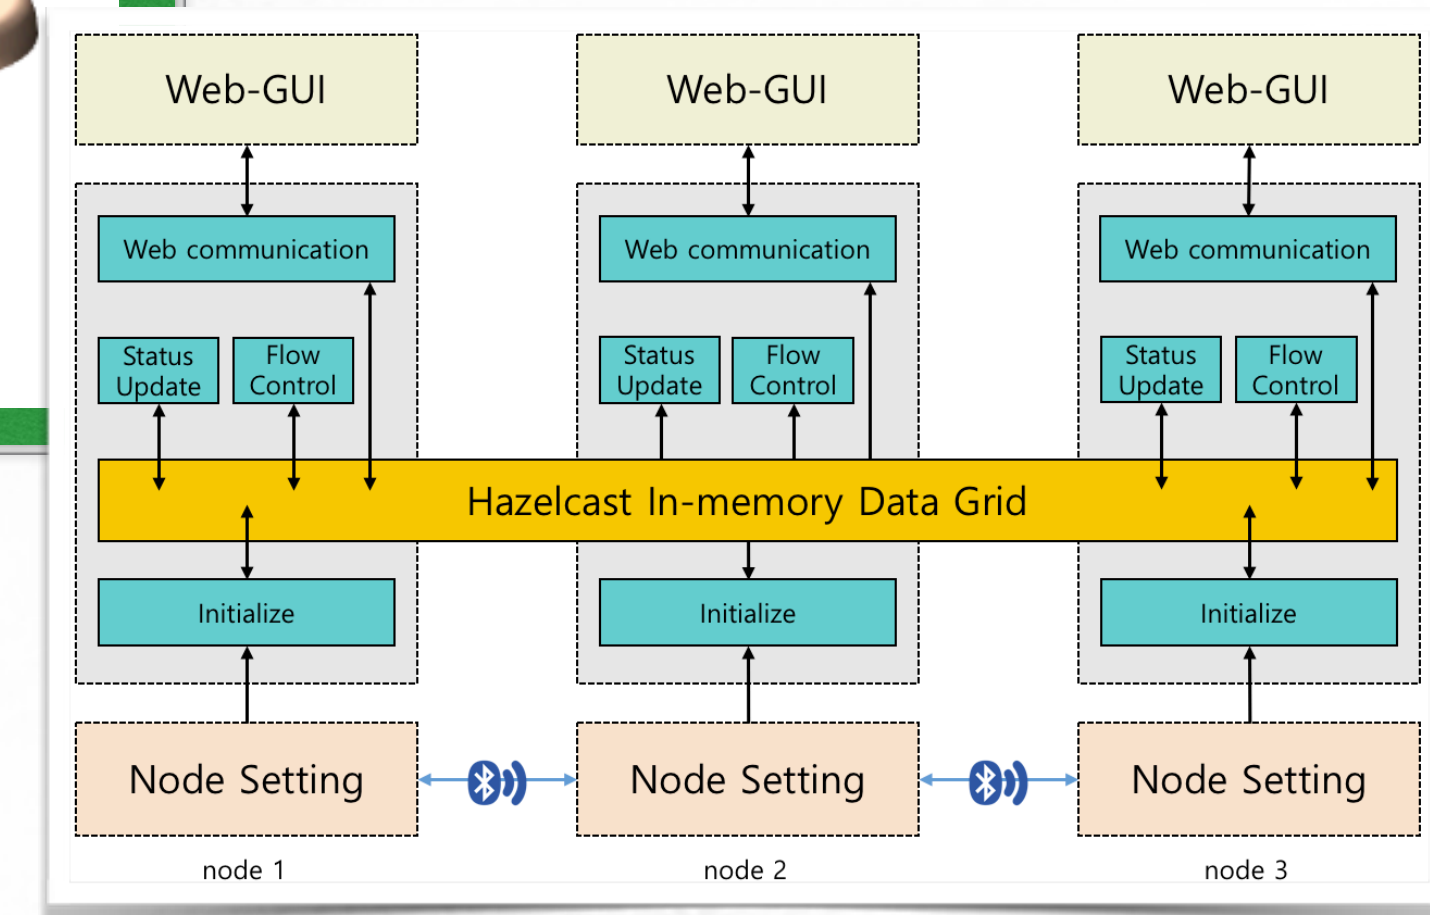 Web-GUI
Web-GUI
Web-GUI
Web communication
Web communication
Web communication
Status
Update
Flow
Control
Status
Update
Flow
Control
Status
Update
Flow
Control
Hazelcast In-memory Data Grid
Initialize
Initialize
Initialize
Node Setting
Node Setting
Node Setting
node 1
node 2
node 3